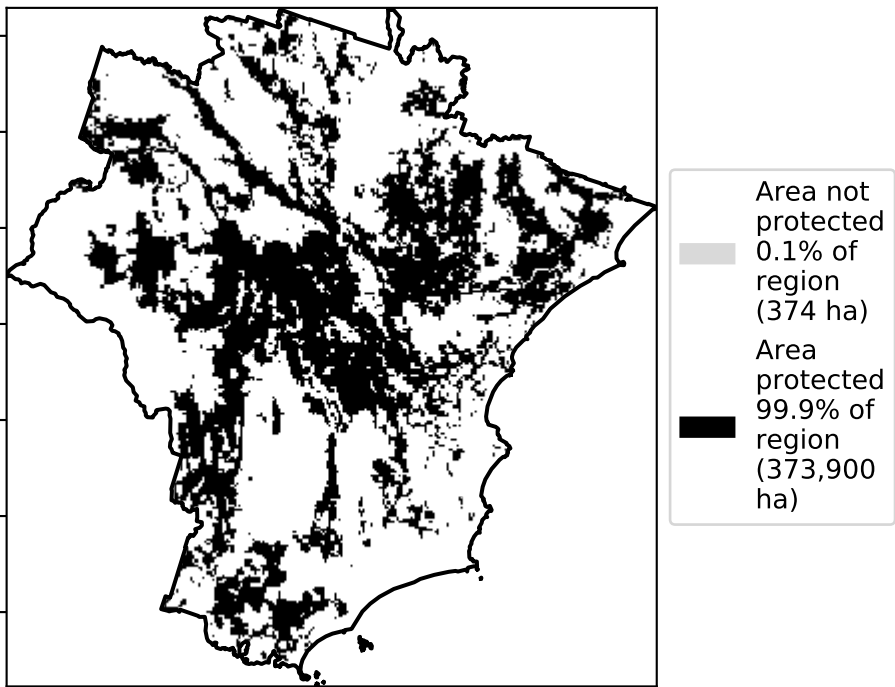 Area not
protected
0.1% of
region
(374 ha)
Area
protected
99.9% of
region
(373,900
ha)